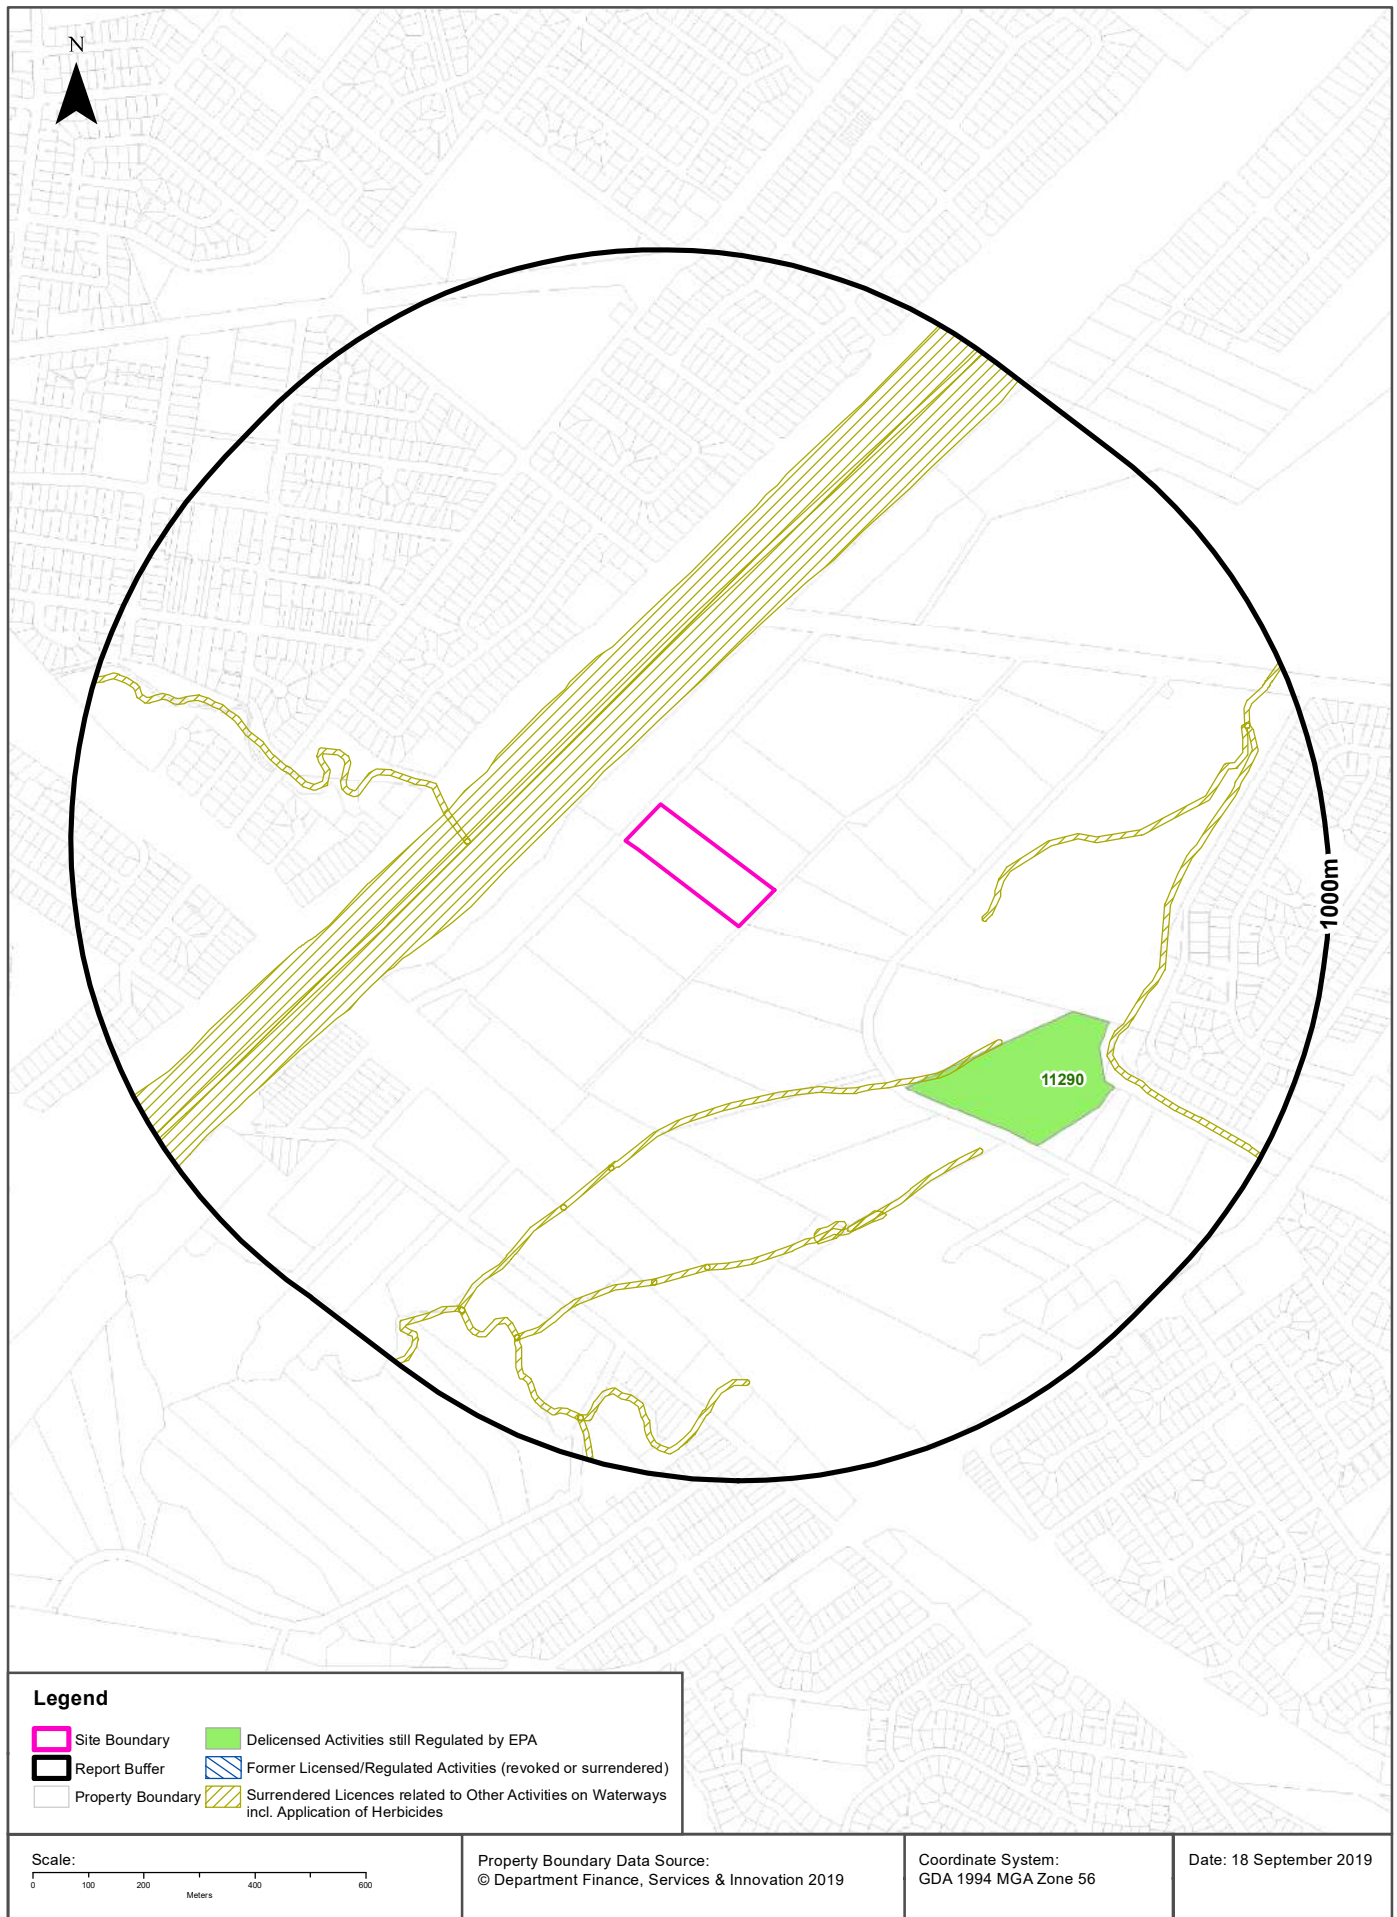 N
1000m
11290
Legend
Site Boundary
Report Buffer
Property Boundary
Delicensed Activities still Regulated by EPA
Former Licensed/Regulated Activities (revoked or surrendered)
Surrendered Licences related to Other Activities on Waterways
incl. Application of Herbicides
Scale:
0 100 200 400 600
Meters
Property Boundary Data Source:
© Department Finance, Services & Innovation 2019
Coordinate System:
GDA 1994 MGA Zone 56
Date: 18 September 2019